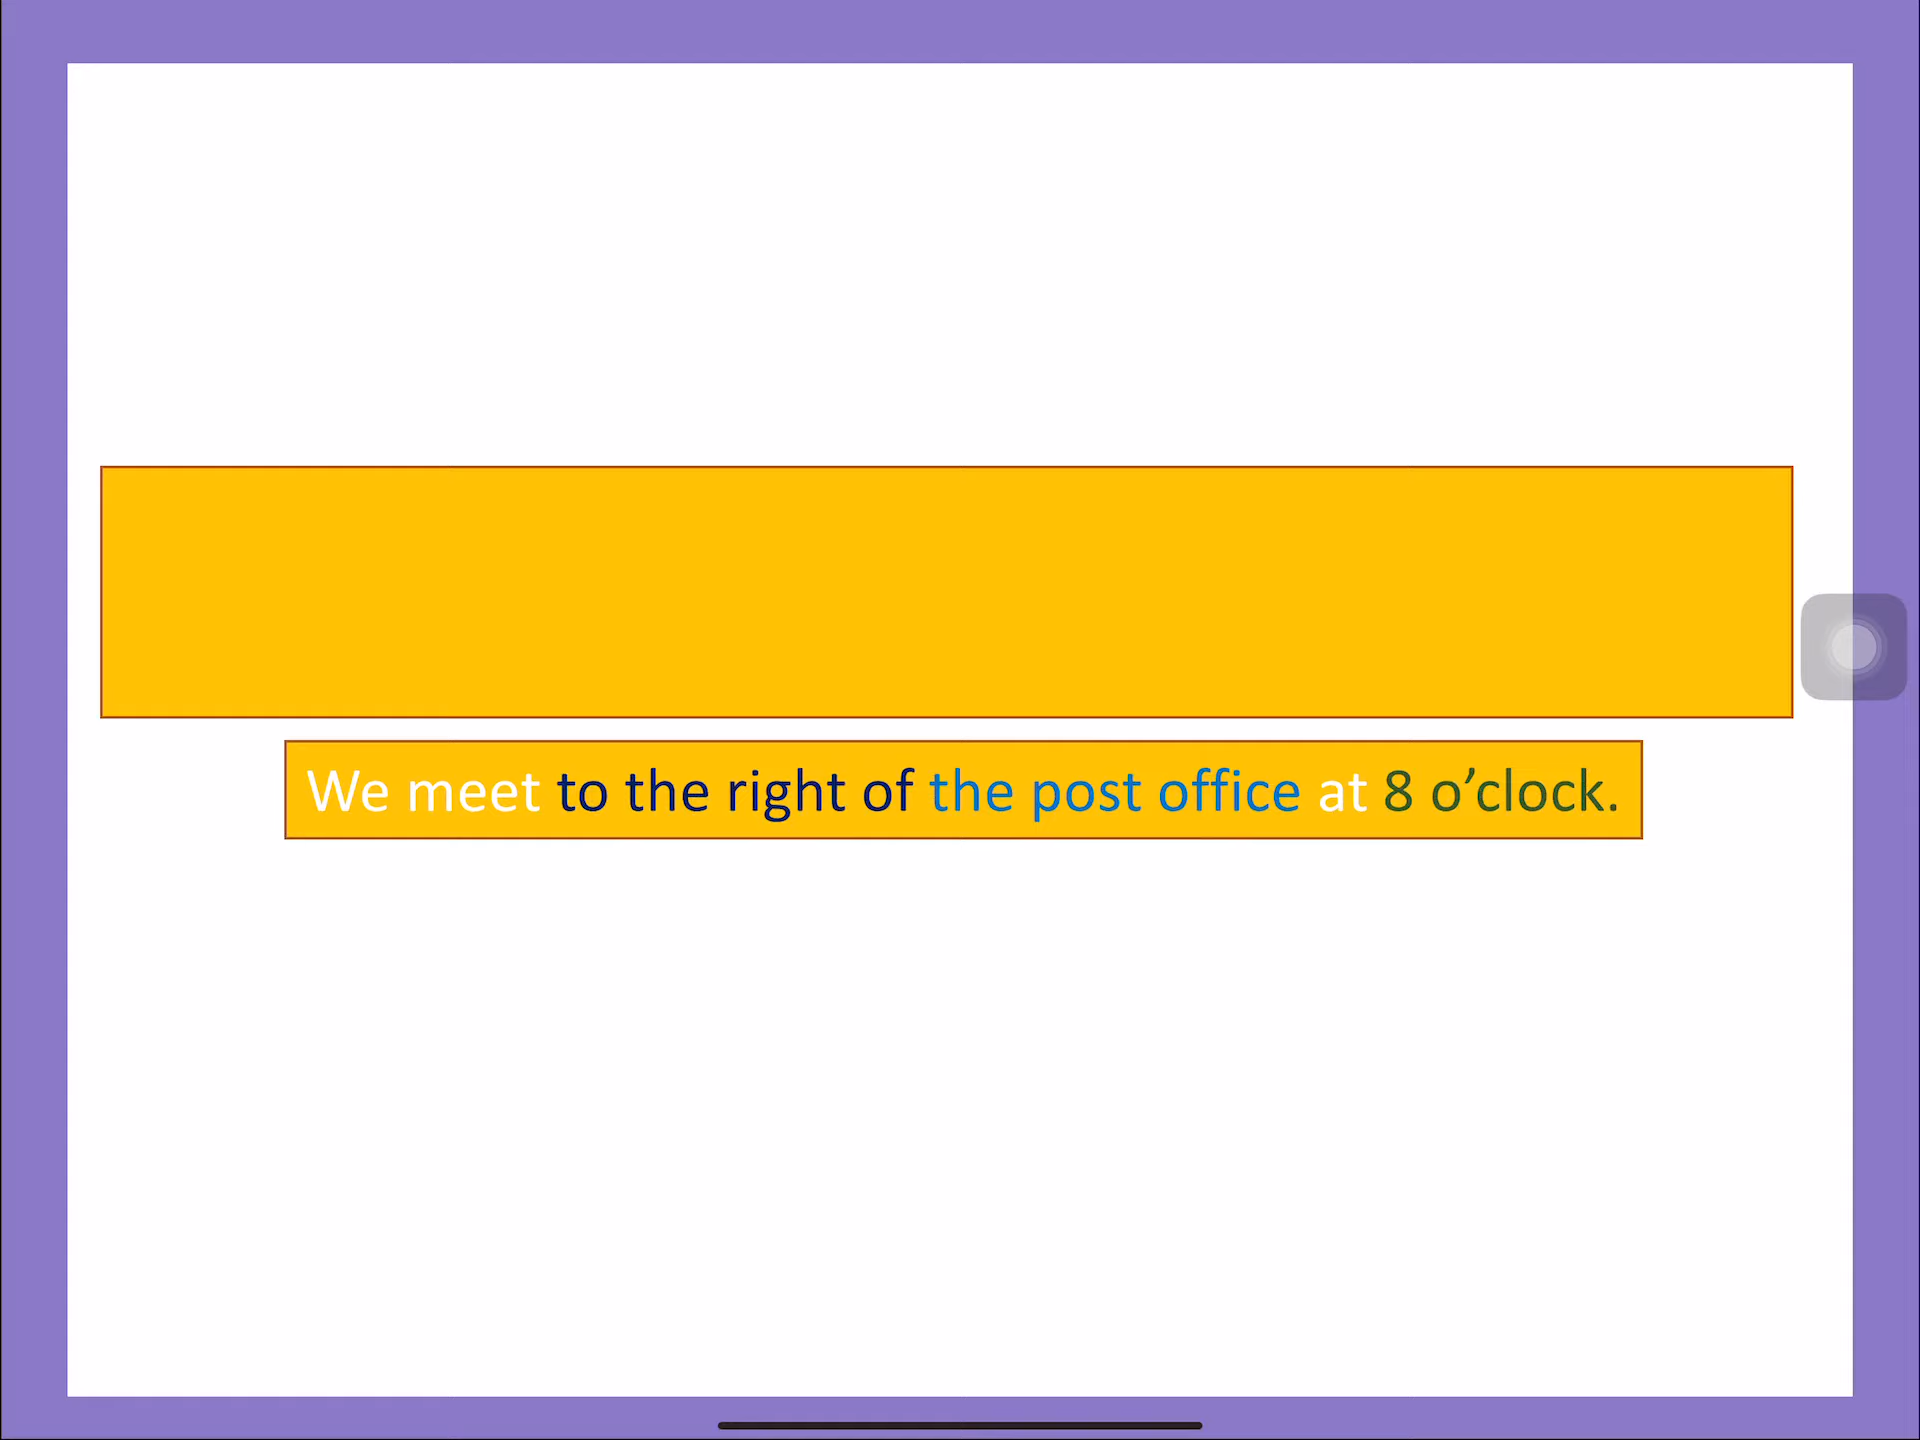 We meet to the right of the post office at 8 o’clock.